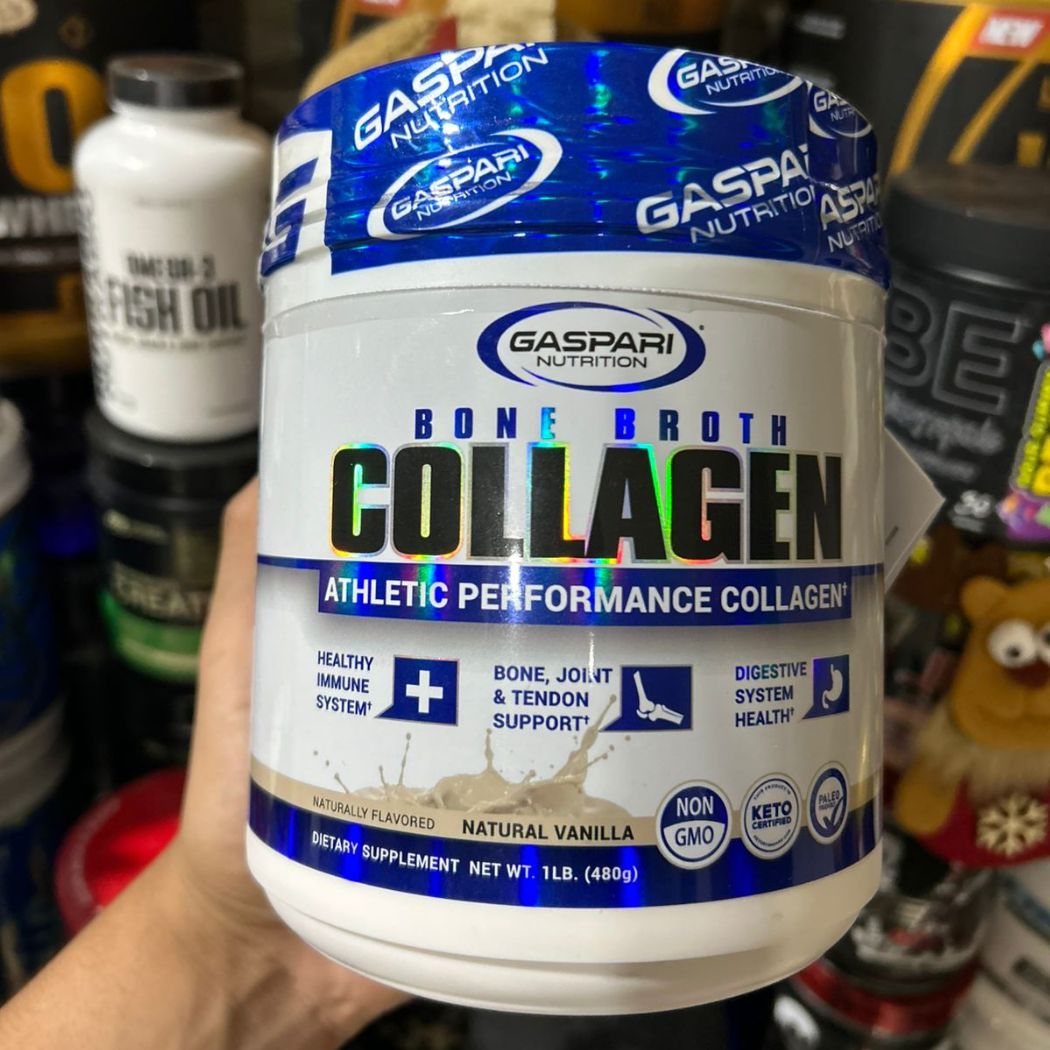 GASPARI
NUTRITION
GASPARI
NUTRITION
GASPARI
NUTRITION
GASPARI
NUTRITION
BONE BROTH
COLLAGEN
ATHLETIC PERFORMANCE COLLAGEN†
HEALTHY
IMMUNE
SYSTEM†
BONE, JOINT
& TENDON
SUPPORT†
DIGESTIVE
SYSTEM
HEALTH†
NATURALLY FLAVORED
NATURAL VANILLA
NON
GMO
KETO
CERTIFIED
PALEO
DIETARY SUPPLEMENT NET WT. 1LB. (480g)
OMEGA-3
FISH OIL
NEW
BE